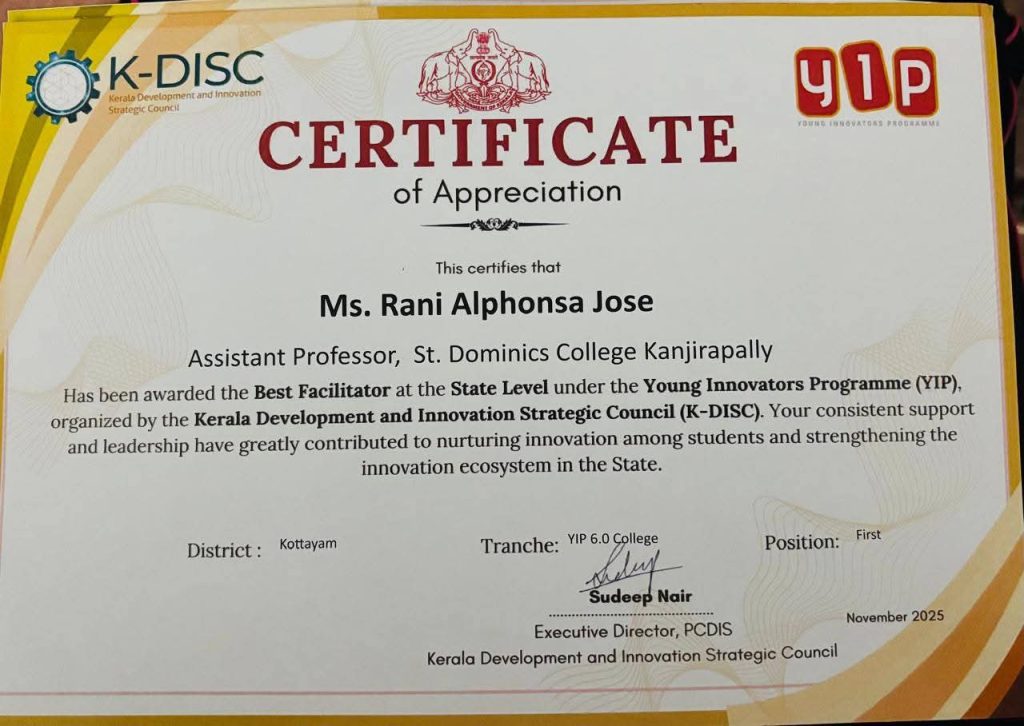 K-DISC
Kerala Development and Innovation
Strategic Council
yip
YOUNG INNOVATORS PROGRAMME
CERTIFICATE
of Appreciation
This certifies that
Ms. Rani Alphonsa Jose
Assistant Professor, St. Dominics College Kanjirapally
Has been awarded the Best Facilitator at the State Level under the Young Innovators Programme (YIP),
organized by the Kerala Development and Innovation Strategic Council (K-DISC). Your consistent support
and leadership have greatly contributed to nurturing innovation among students and strengthening the
innovation ecosystem in the State.
District : Kottayam
Tranche: YIP 6.0 College
Position: First
Sudeep Nair
Executive Director, PCDIS
Kerala Development and Innovation Strategic Council
November 2025